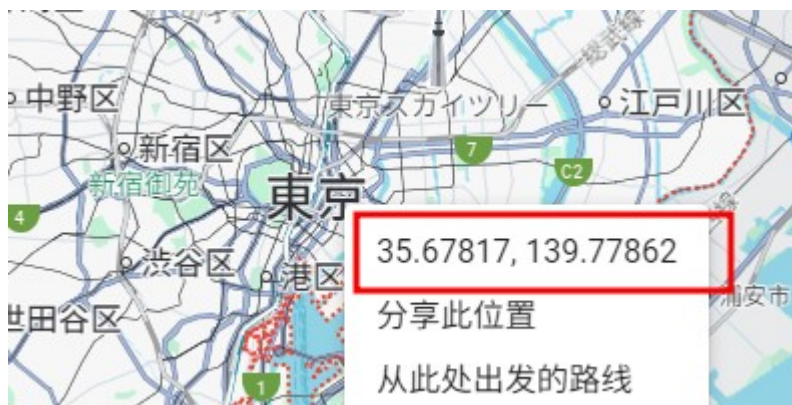 中野区
東京スカイツリー
江戸川区
新宿区
7
新宿御苑
C2
東京
4
35.67817, 139.77862
渋谷区
港区
浦安市
分享此位置
世田谷区
从此处出发的路线
1